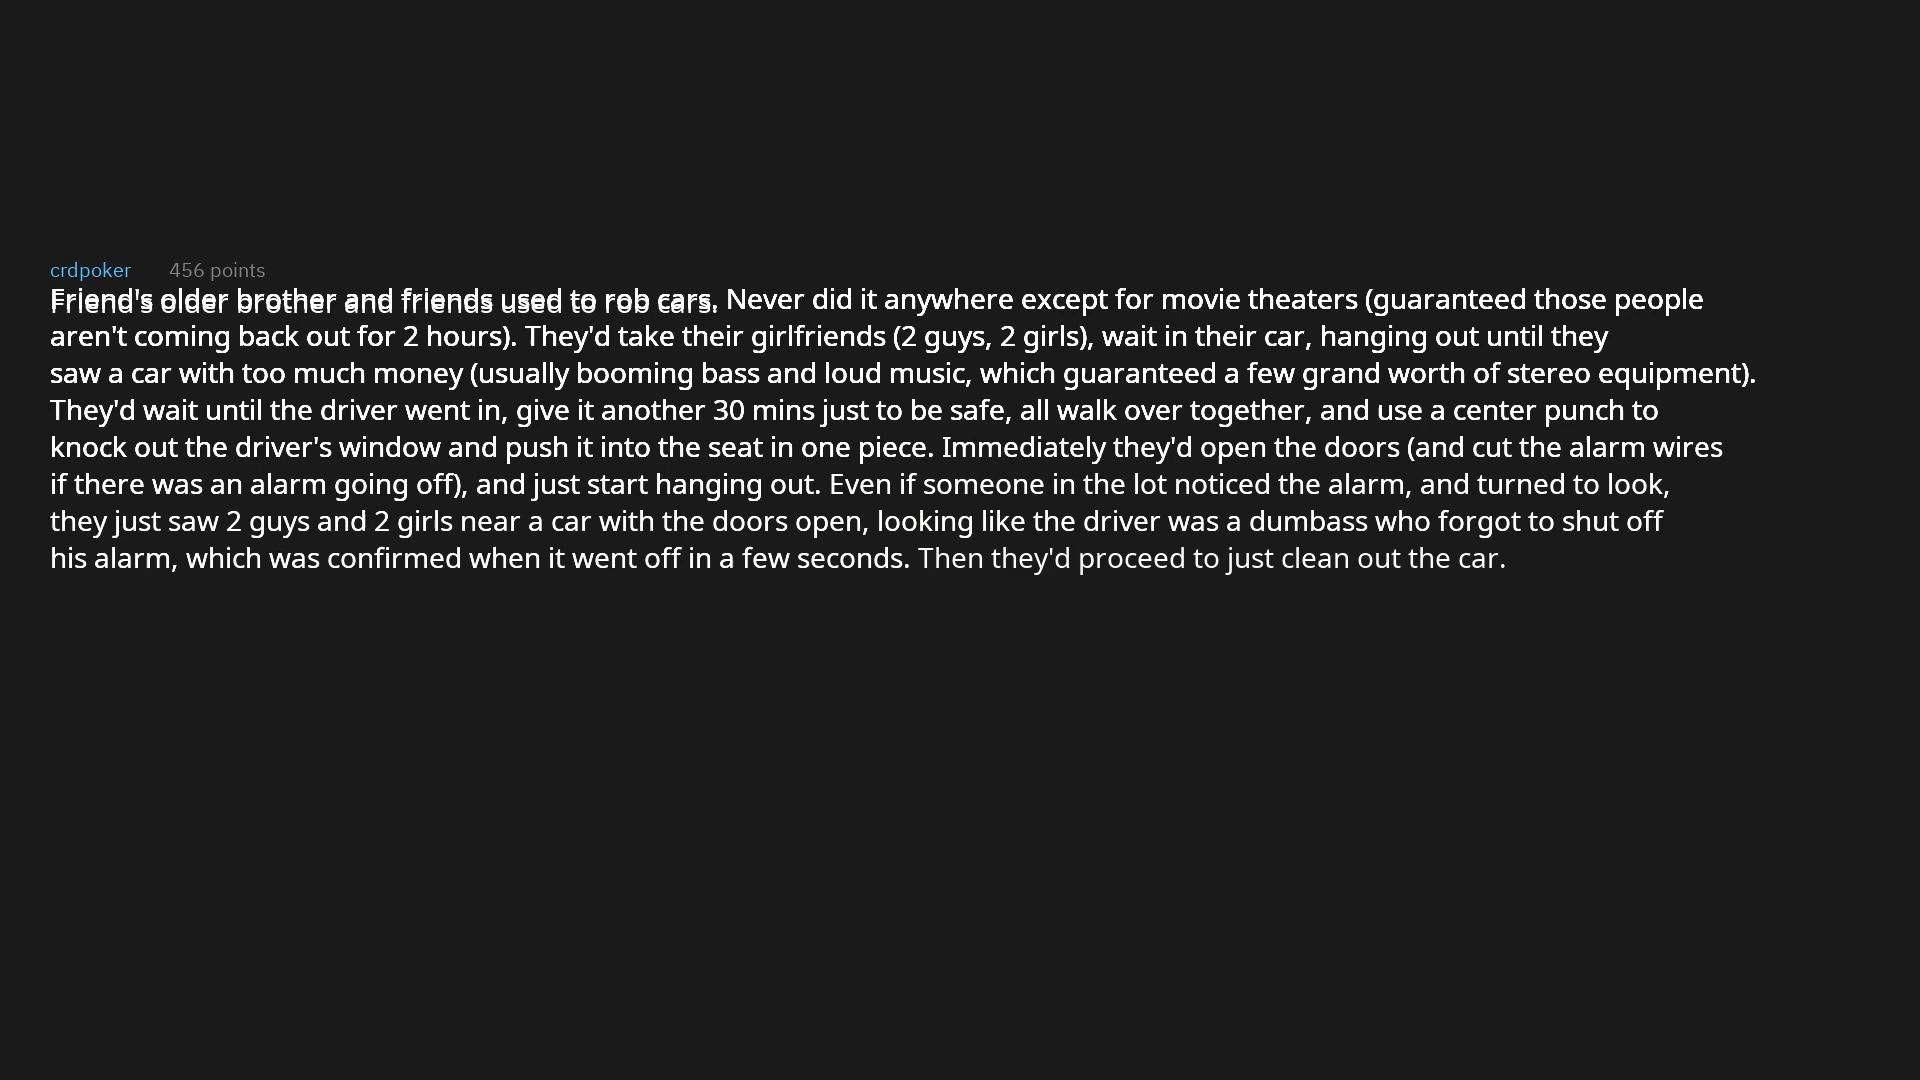 crdpoker 456 points
Friend's older brother and friends used to rob cars. Never did it anywhere except for movie theaters (guaranteed those people
aren't coming back out for 2 hours). They'd take their girlfriends (2 guys, 2 girls), wait in their car, hanging out until they
saw a car with too much money (usually booming bass and loud music, which guaranteed a few grand worth of stereo equipment).
They'd wait until the driver went in, give it another 30 mins just to be safe, all walk over together, and use a center punch to
knock out the driver's window and push it into the seat in one piece. Immediately they'd open the doors (and cut the alarm wires
if there was an alarm going off), and just start hanging out. Even if someone in the lot noticed the alarm, and turned to look,
they just saw 2 guys and 2 girls near a car with the doors open, looking like the driver was a dumbass who forgot to shut off
his alarm, which was confirmed when it went off in a few seconds. Then they'd proceed to just clean out the car.